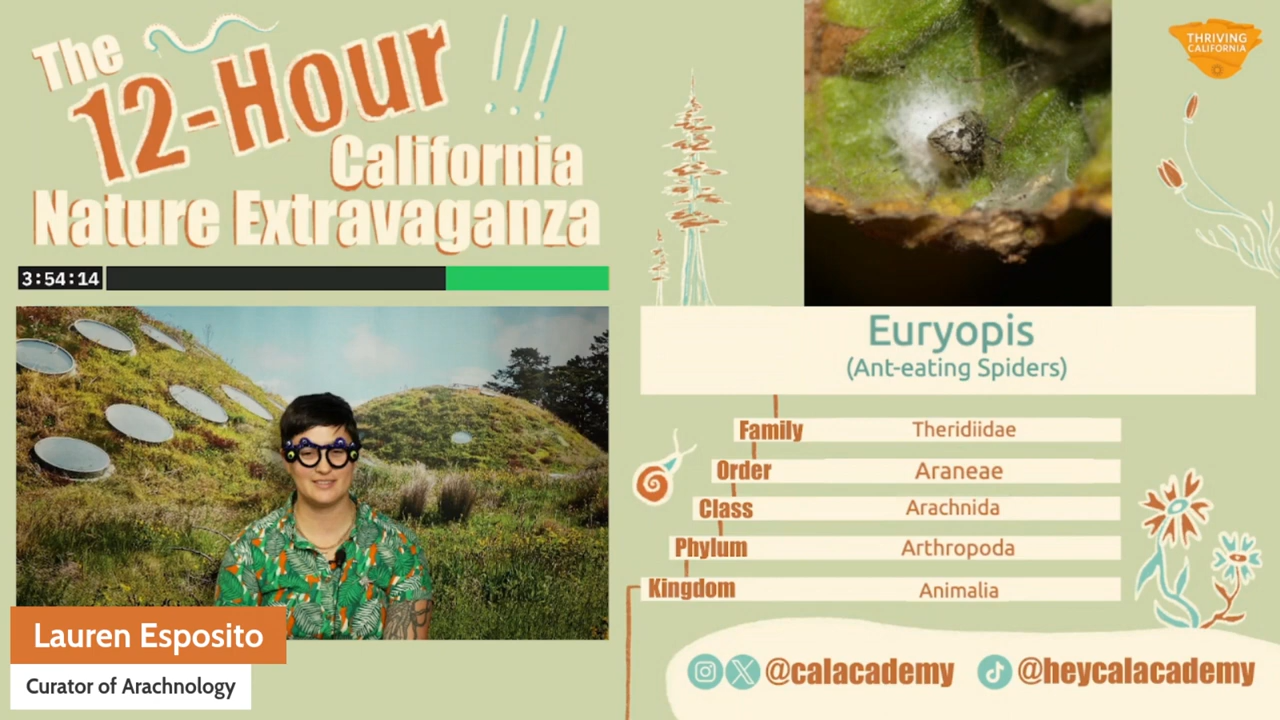 The
12-Hour!!!
California
Nature Extravaganza
3:54:14
Lauren Esposito
Curator of Arachnology
THRIVING
CALIFORNIA
Euryopis
(Ant-eating Spiders)
Family Theridiidae
Order Araneae
Class Arachnida
Phylum Arthropoda
Kingdom Animalia
@calacademy @heycalacademy